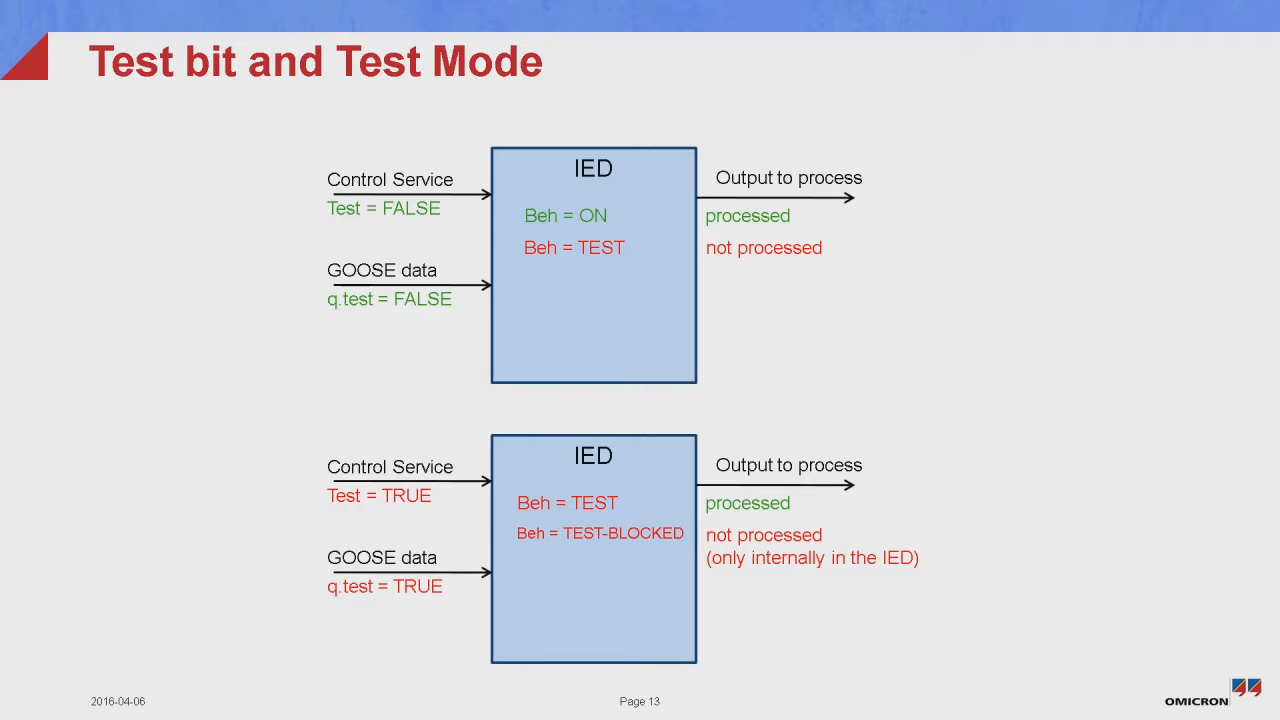 Test bit and Test Mode
IED
Control Service
Test = FALSE
GOOSE data
q.test = FALSE
Beh = ON
Beh = TEST
Output to process
processed
not processed
IED
Control Service
Test = TRUE
GOOSE data
q.test = TRUE
Beh = TEST
Beh = TEST-BLOCKED
Output to process
processed
not processed
(only internally in the IED)
2016-04-06
Page 13
OMICRON